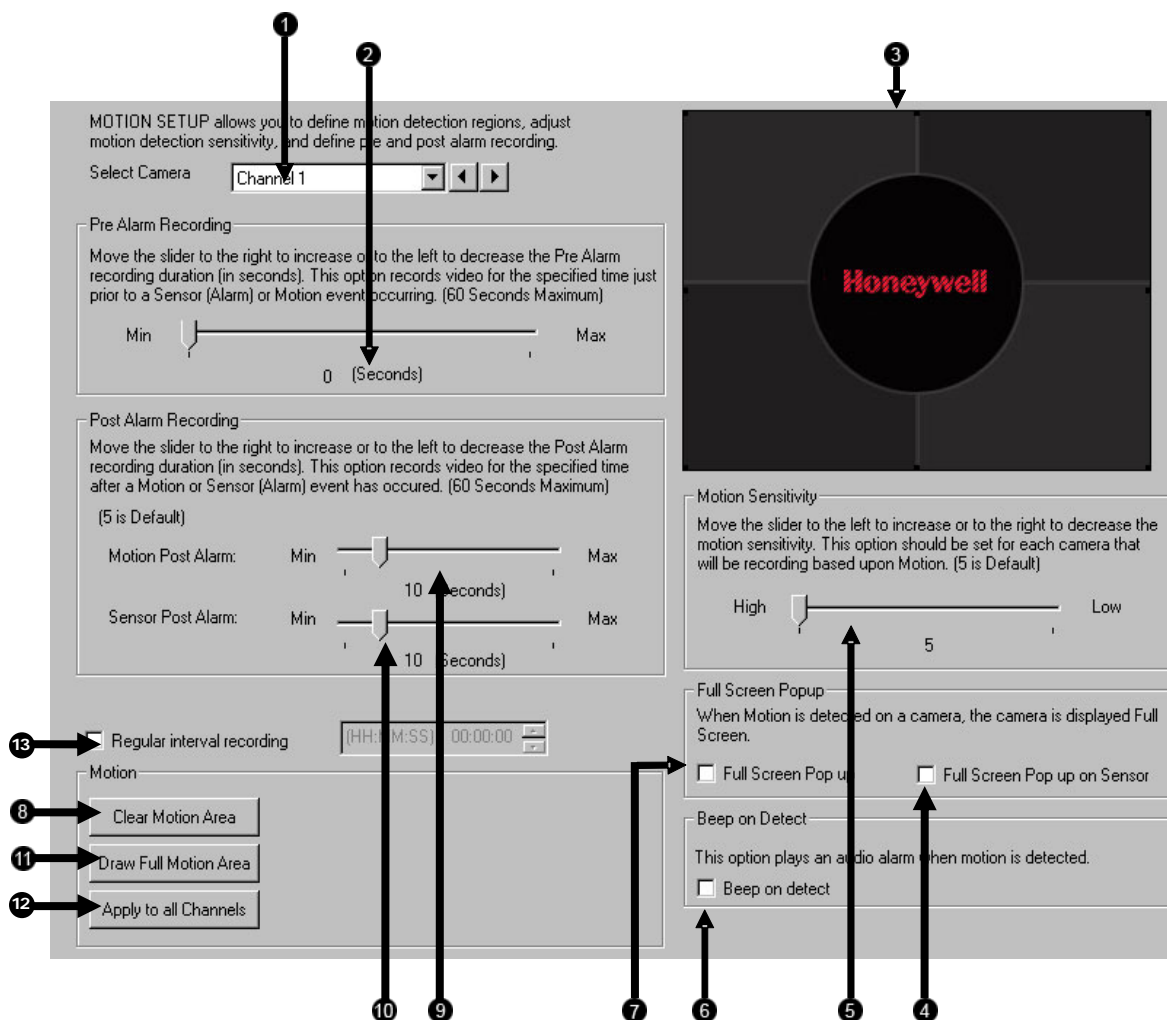 1
2
3
MOTION SETUP allows you to define motion detection regions, adjust
motion detection sensitivity, and define pre and post alarm recording.
Select Camera
Channel 1
Pre Alarm Recording
Move the slider to the right to increase or to the left to decrease the Pre Alarm
recording duration (in seconds). This option records video for the specified time just
prior to a Sensor (Alarm) or Motion event occurring. (60 Seconds Maximum)
Min
Max
0 (Seconds)
Post Alarm Recording
Move the slider to the right to increase or to the left to decrease the Post Alarm
recording duration (in seconds). This option records video for the specified time
after a Motion or Sensor (Alarm) event has occured. (60 Seconds Maximum)
(5 is Default)
Motion Post Alarm:
Min
Max
10 (Seconds)
Sensor Post Alarm:
Min
Max
10 (Seconds)
13
Regular interval recording
(HH:MM:SS) 00:00:00
Motion
8
Clear Motion Area
11
Draw Full Motion Area
12
Apply to all Channels
Honeywell
Motion Sensitivity
Move the slider to the left to increase or to the right to decrease the
motion sensitivity. This option should be set for each camera that
will be recording based upon Motion. (5 is Default)
High
Low
5
Full Screen Popup
When Motion is detected on a camera, the camera is displayed Full
Screen.
Full Screen Pop up
Full Screen Pop up on Sensor
Beep on Detect
This option plays an audio alarm when motion is detected.
Beep on detect
10
9
7
6
5
4